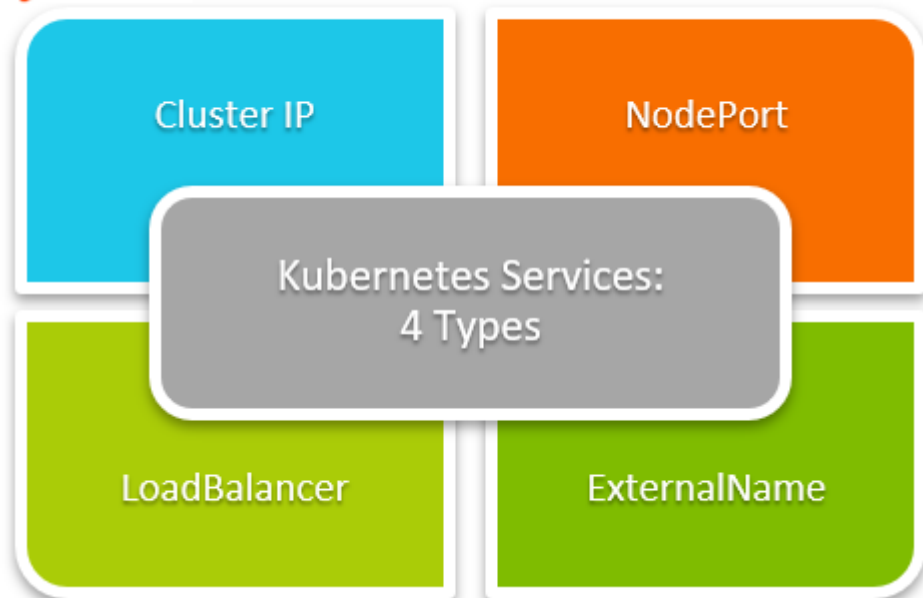 Cluster IP
NodePort
Kubernetes Services:
4 Types
LoadBalancer
ExternalName